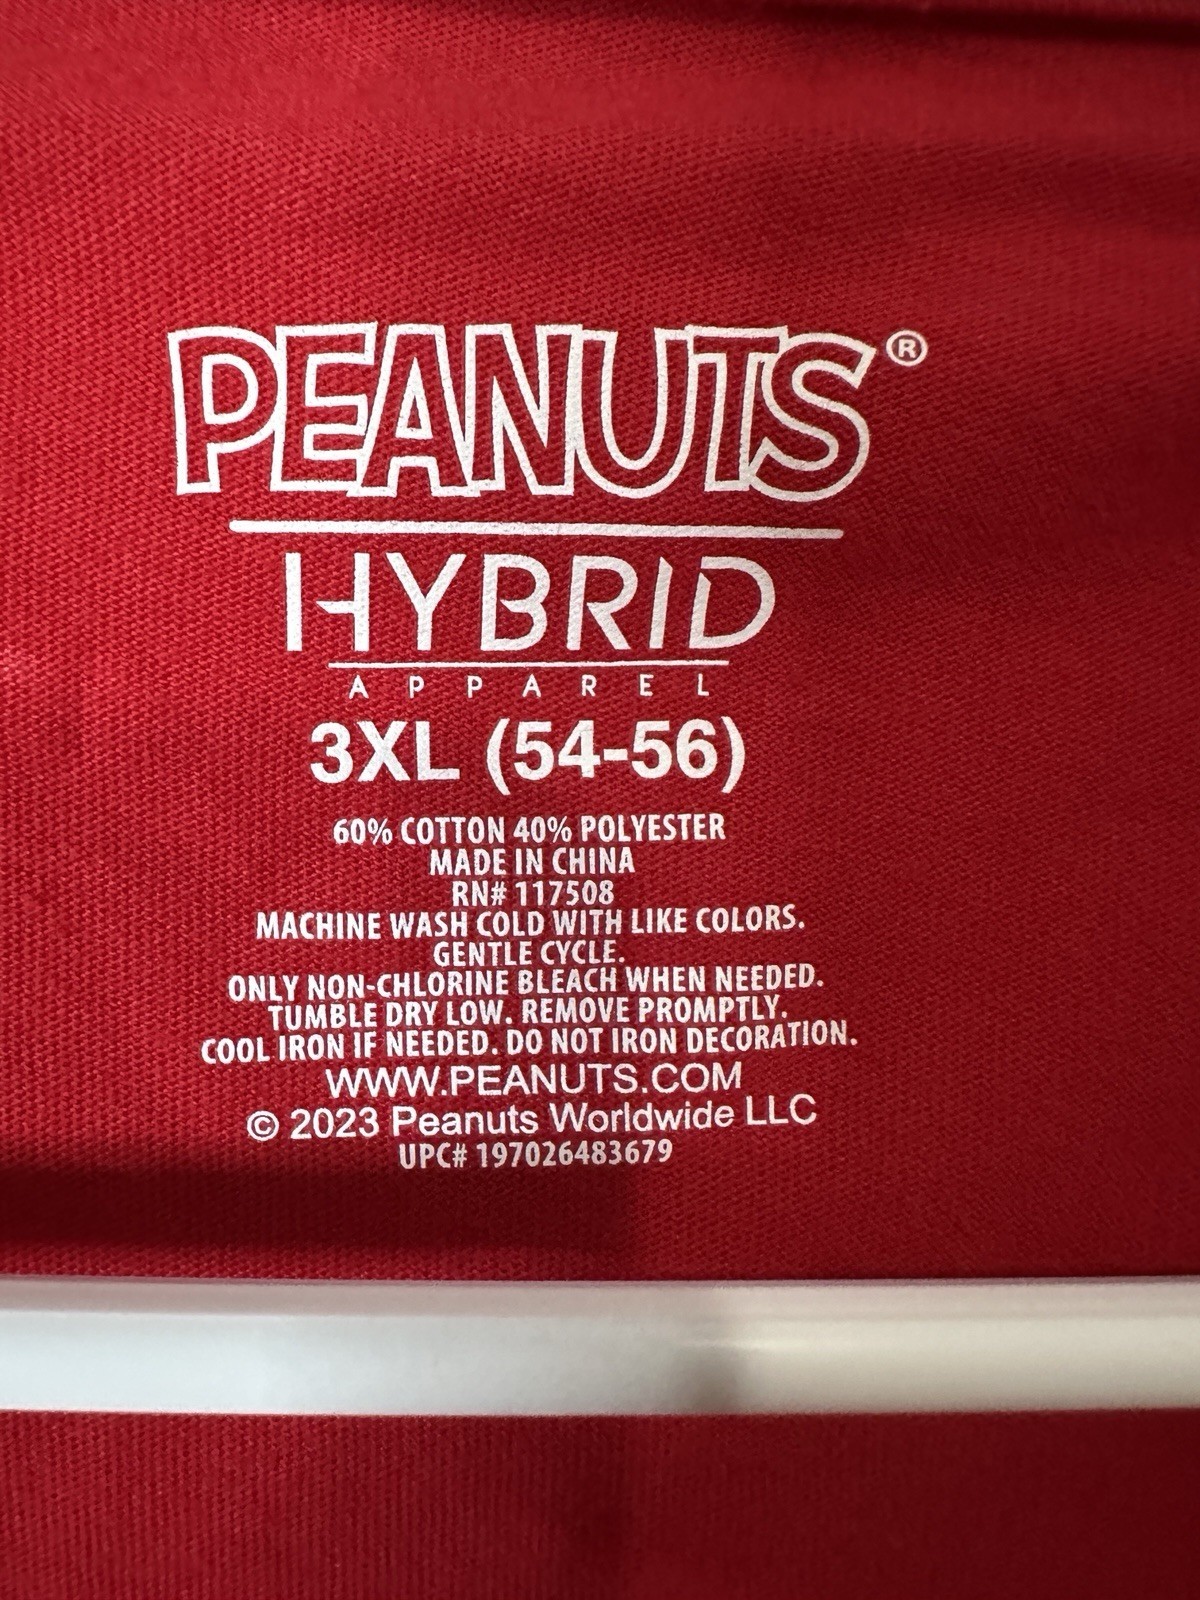 PEANUTS®
HYBRID
APPAREL
3XL (54-56)
60% COTTON 40% POLYESTER
MADE IN CHINA
RN# 117508
MACHINE WASH COLD WITH LIKE COLORS.
GENTLE CYCLE.
ONLY NON-CHLORINE BLEACH WHEN NEEDED.
TUMBLE DRY LOW. REMOVE PROMPTLY.
COOL IRON IF NEEDED. DO NOT IRON DECORATION.
WWW.PEANUTS.COM
© 2023 Peanuts Worldwide LLC
UPC# 197026483679